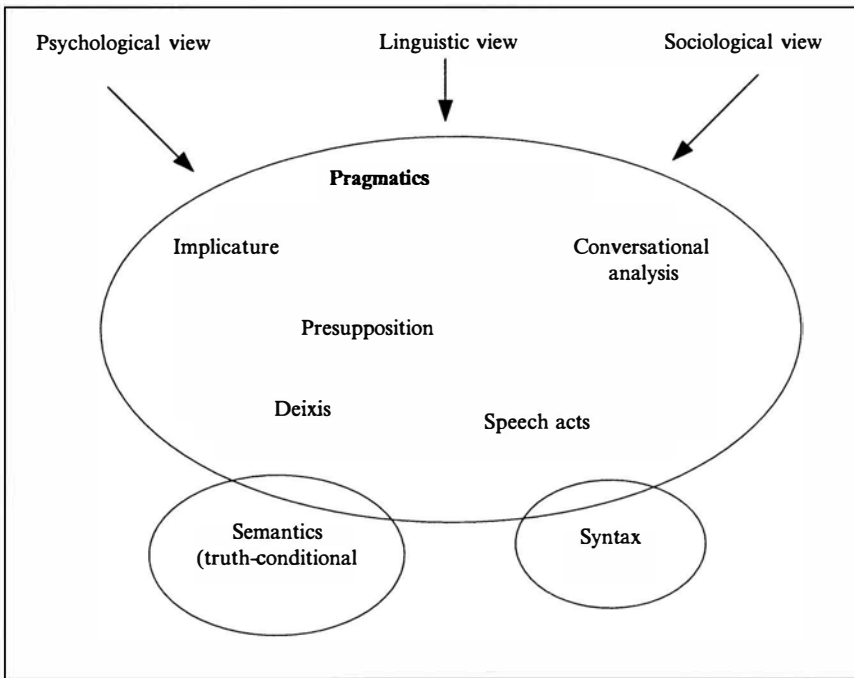 Psychological view
Linguistic view
Sociological view
Pragmatics
Implicature
Conversational
analysis
Presupposition
Deixis
Speech acts
Semantics
(truth-conditional
Syntax